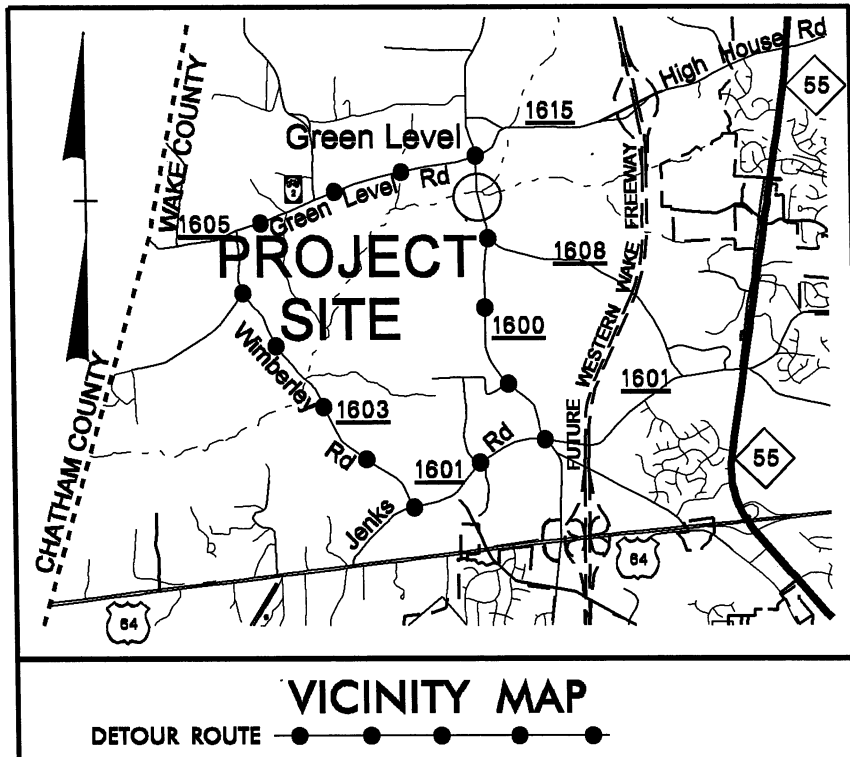 High House Rd
55
1615
Green Level
WAKE COUNTY
2
Green Level Rd
1605
PROJECT
SITE
1608
1600
FUTURE WESTERN WAKE FREEWAY
Wimberley Rd
1603
1601
CHATHAM COUNTY
1601
Jenks Rd
55
64
64
VICINITY MAP
DETOUR ROUTE